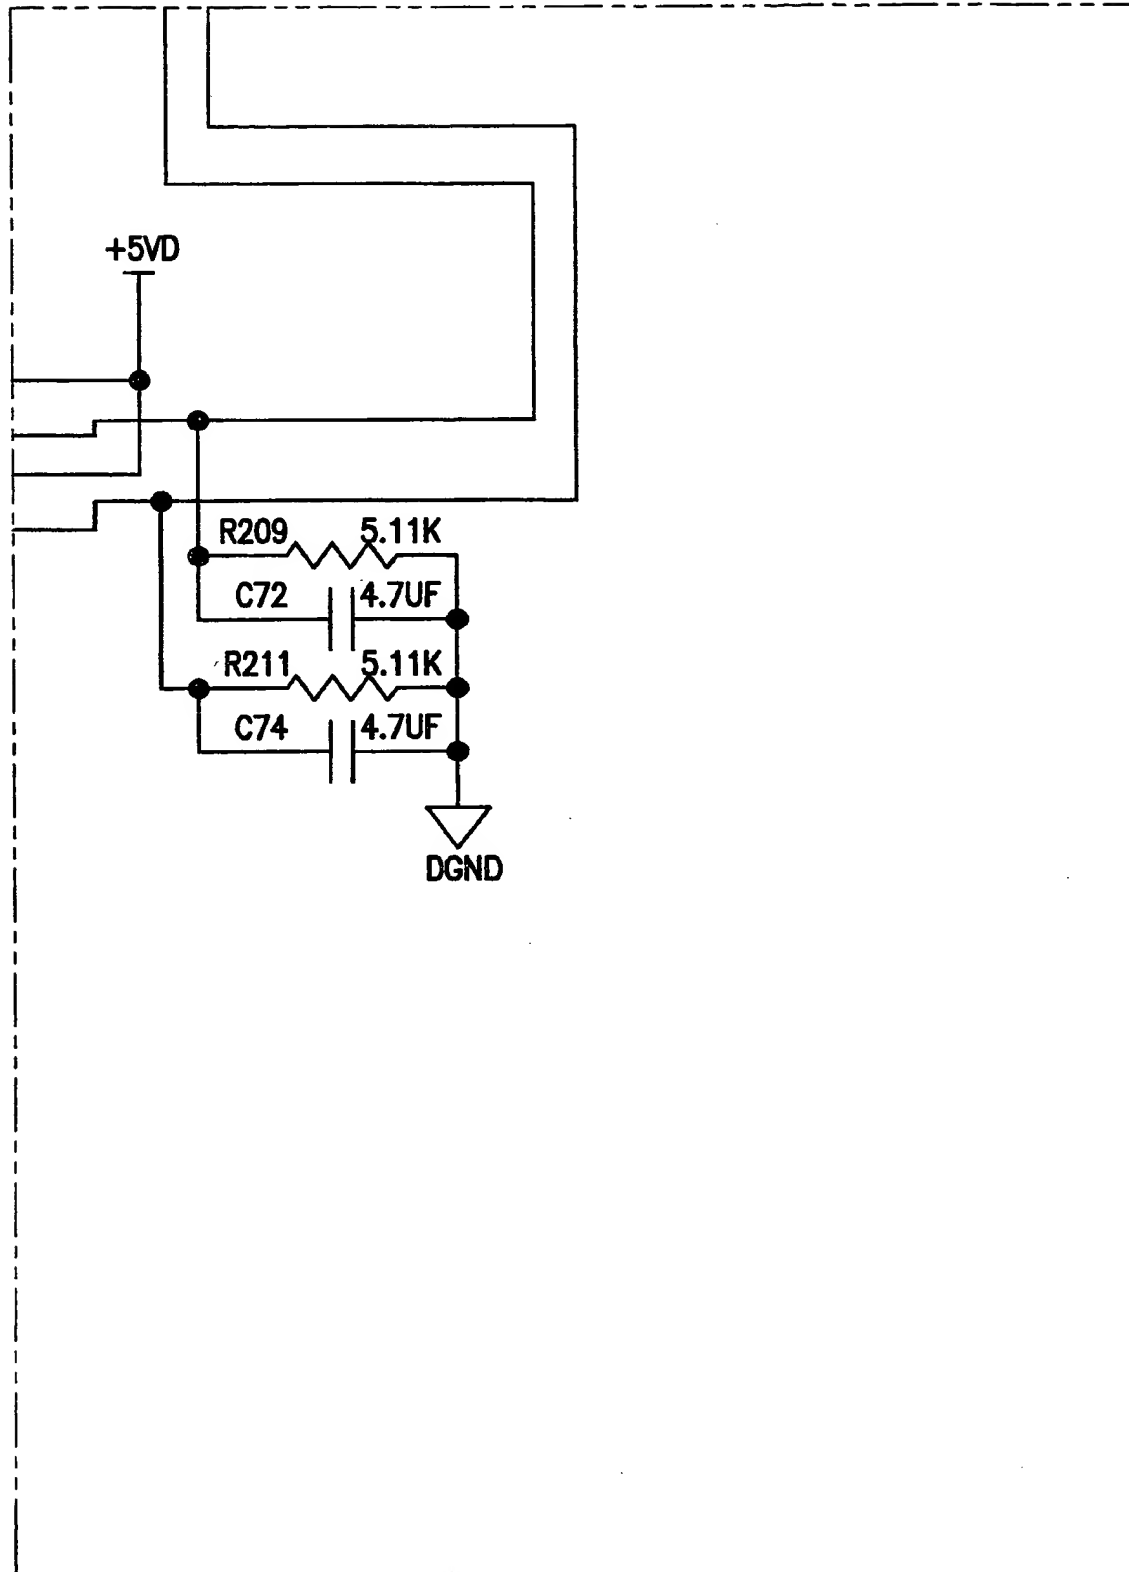 +5VD
R209 5.11K
C72 4.7UF
R211 5.11K
C74 4.7UF
DGND